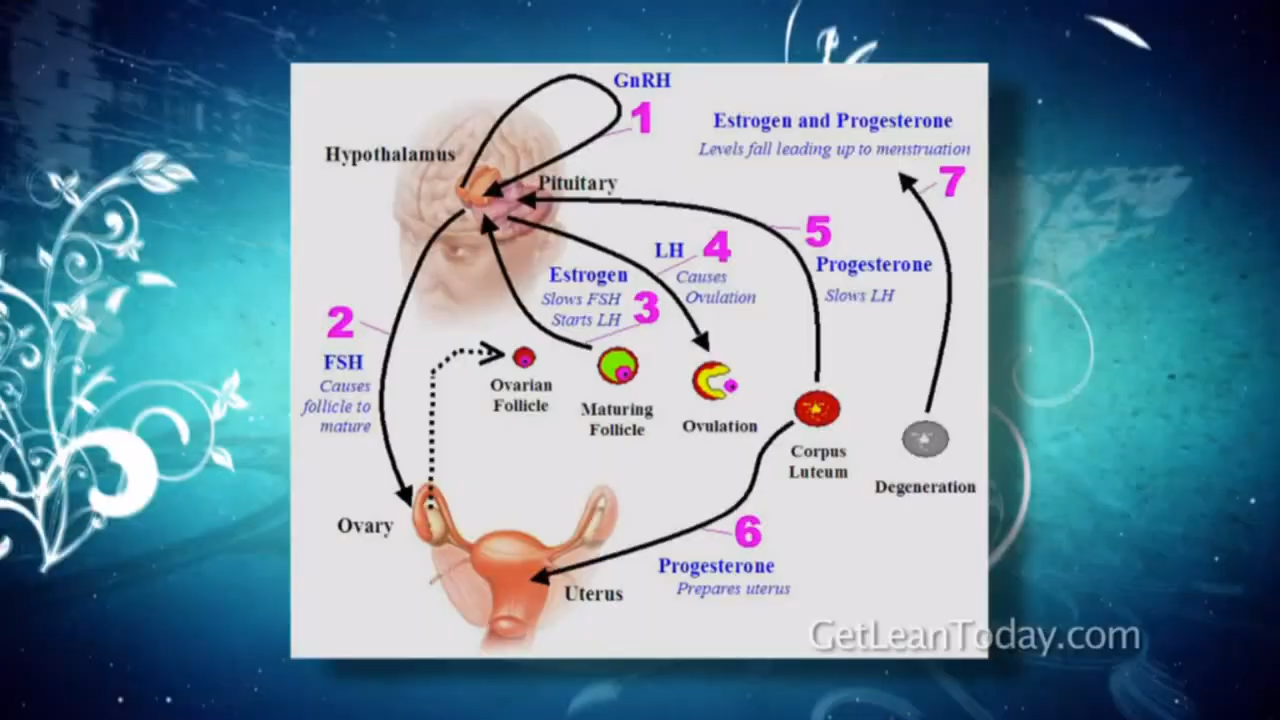 GnRH
1
Hypothalamus
Pituitary
Estrogen and Progesterone
Levels fall leading up to menstruation
7
5
Progesterone
Slows LH
LH
4
Causes
Ovulation
Estrogen
Slows FSH
Starts LH
3
2
FSH
Causes
follicle to
mature
Ovarian
Follicle
Maturing
Follicle
Ovulation
Corpus
Luteum
Degeneration
Ovary
6
Progesterone
Prepares uterus
Uterus
GetLeanToday.com